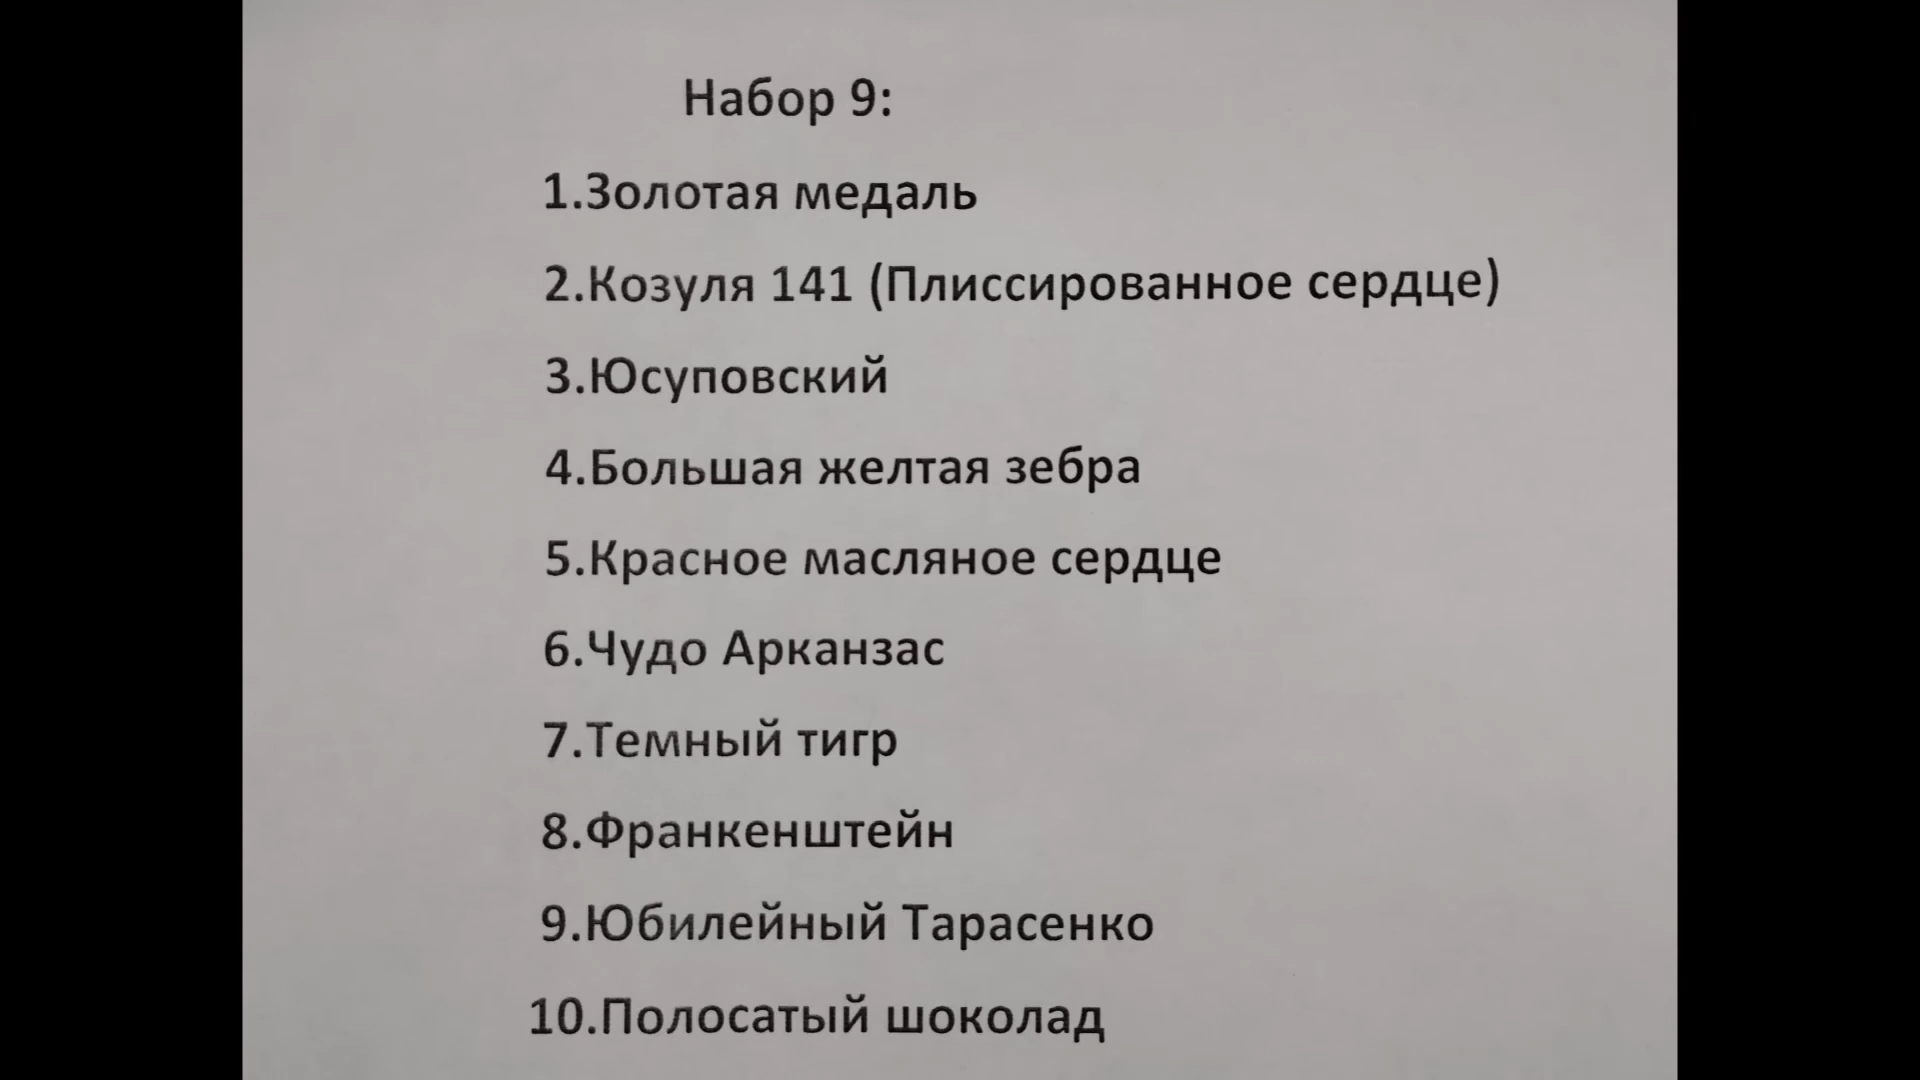 Набор 9:
1.Золотая медаль
2.Козуля 141 (Плиссированное сердце)
3.Юсуповский
4.Большая желтая зебра
5.Красное масляное сердце
6.Чудо Арканзас
7.Темный тигр
8.Франкенштейн
9.Юбилейный Тарасенко
10.Полосатый шоколад